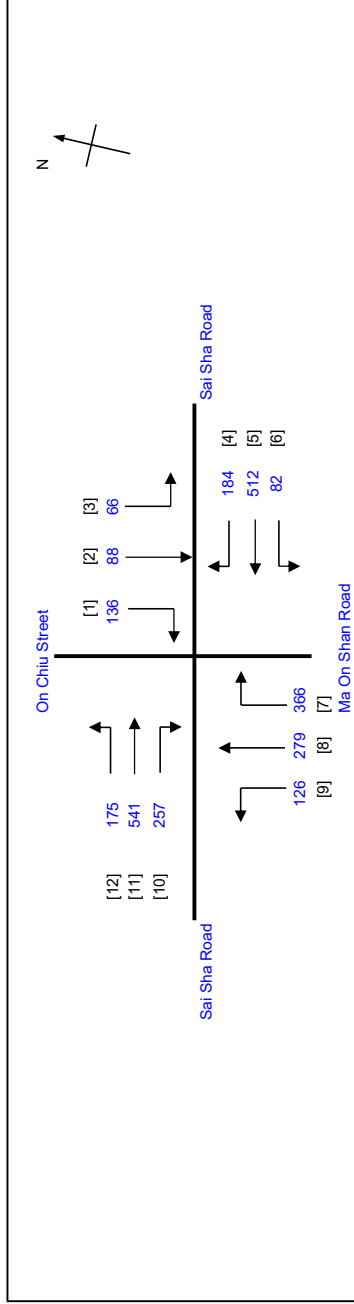 N
On Chiu Street
[1] [2] [3]
136 88 66
[12] 175
[11] 541
[10] 257
Sai Sha Road
Sai Sha Road
184 [4]
512 [5]
82 [6]
126 279 366
[9] [8] [7]
Ma On Shan Road